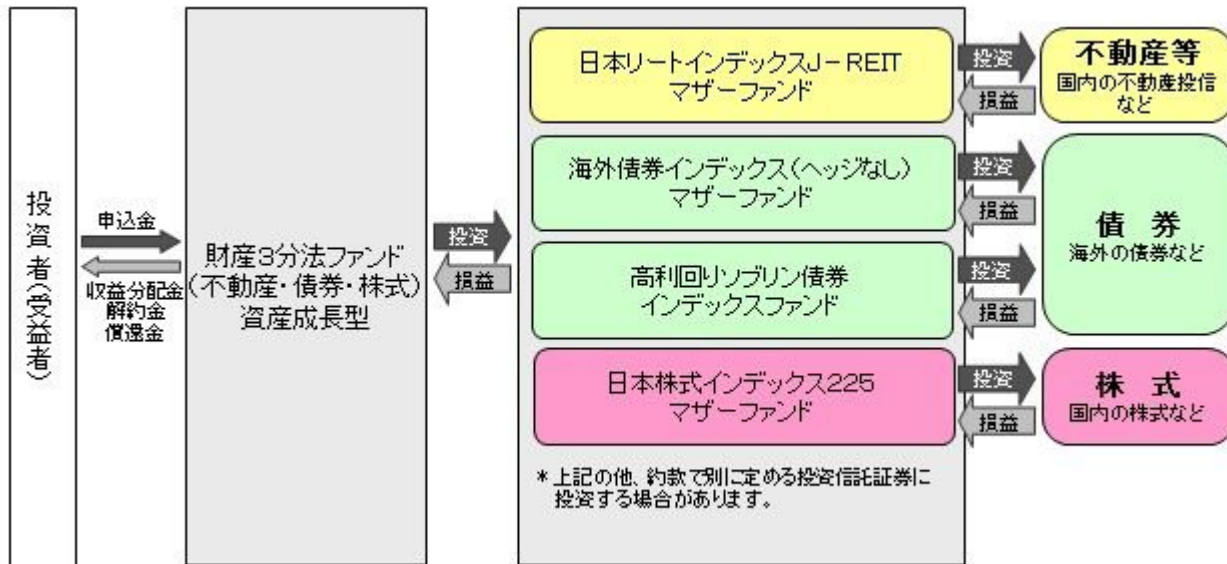 投資者(受益者)
申込金
収益分配金
解約金
償還金
財産3分法ファンド
(不動産・債券・株式)
資産成長型
投資
損益
日本リートインデックスJ-REIT
マザーファンド
投資
損益
不動産等
国内の不動産投信
など
海外債券インデックス(ヘッジなし)
マザーファンド
投資
損益
高利回りソブリン債券
インデックスファンド
投資
損益
債 券
海外の債券など
日本株式インデックス225
マザーファンド
投資
損益
株 式
国内の株式など
*上記の他、約款で別に定める投資信託証券に
投資する場合があります。